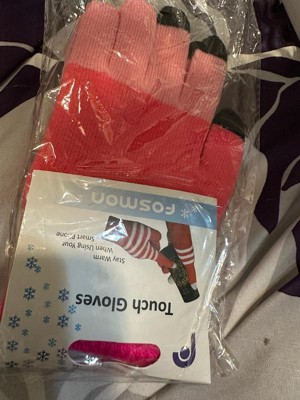 Touch Gloves
Stay Warm
When Using Your
Smart Phone
FOSMON